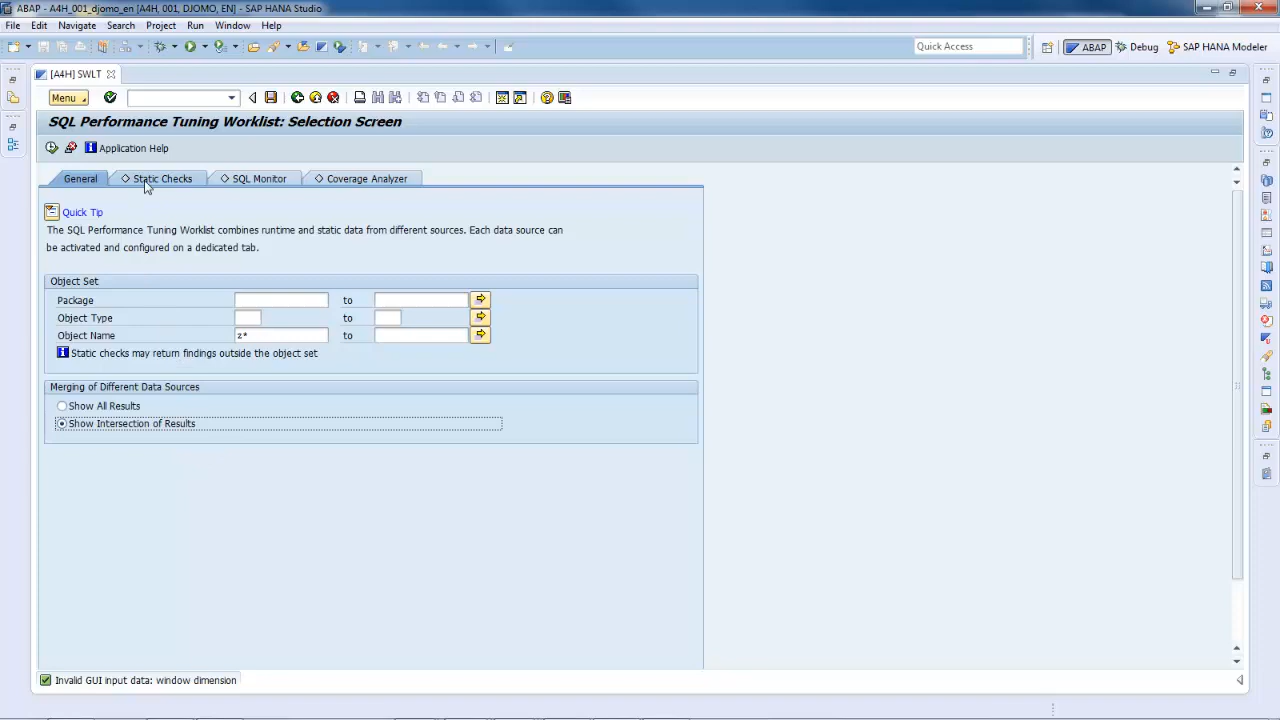 ABAP - A4H_001_djomo_en [A4H, 001, DJOMO, EN] - SAP HANA Studio
File Edit Navigate Search Project Run Window Help
Quick Access
ABAP
Debug
SAP HANA Modeler
[A4H] SWLT
Menu
SQL Performance Tuning Worklist: Selection Screen
Application Help
General
Static Checks
SQL Monitor
Coverage Analyzer
Quick Tip
The SQL Performance Tuning Worklist combines runtime and static data from different sources. Each data source can
be activated and configured on a dedicated tab.
Object Set
Package to
Object Type to
Object Name z* to
Static checks may return findings outside the object set
Merging of Different Data Sources
Show All Results
Show Intersection of Results
Invalid GUI input data: window dimension